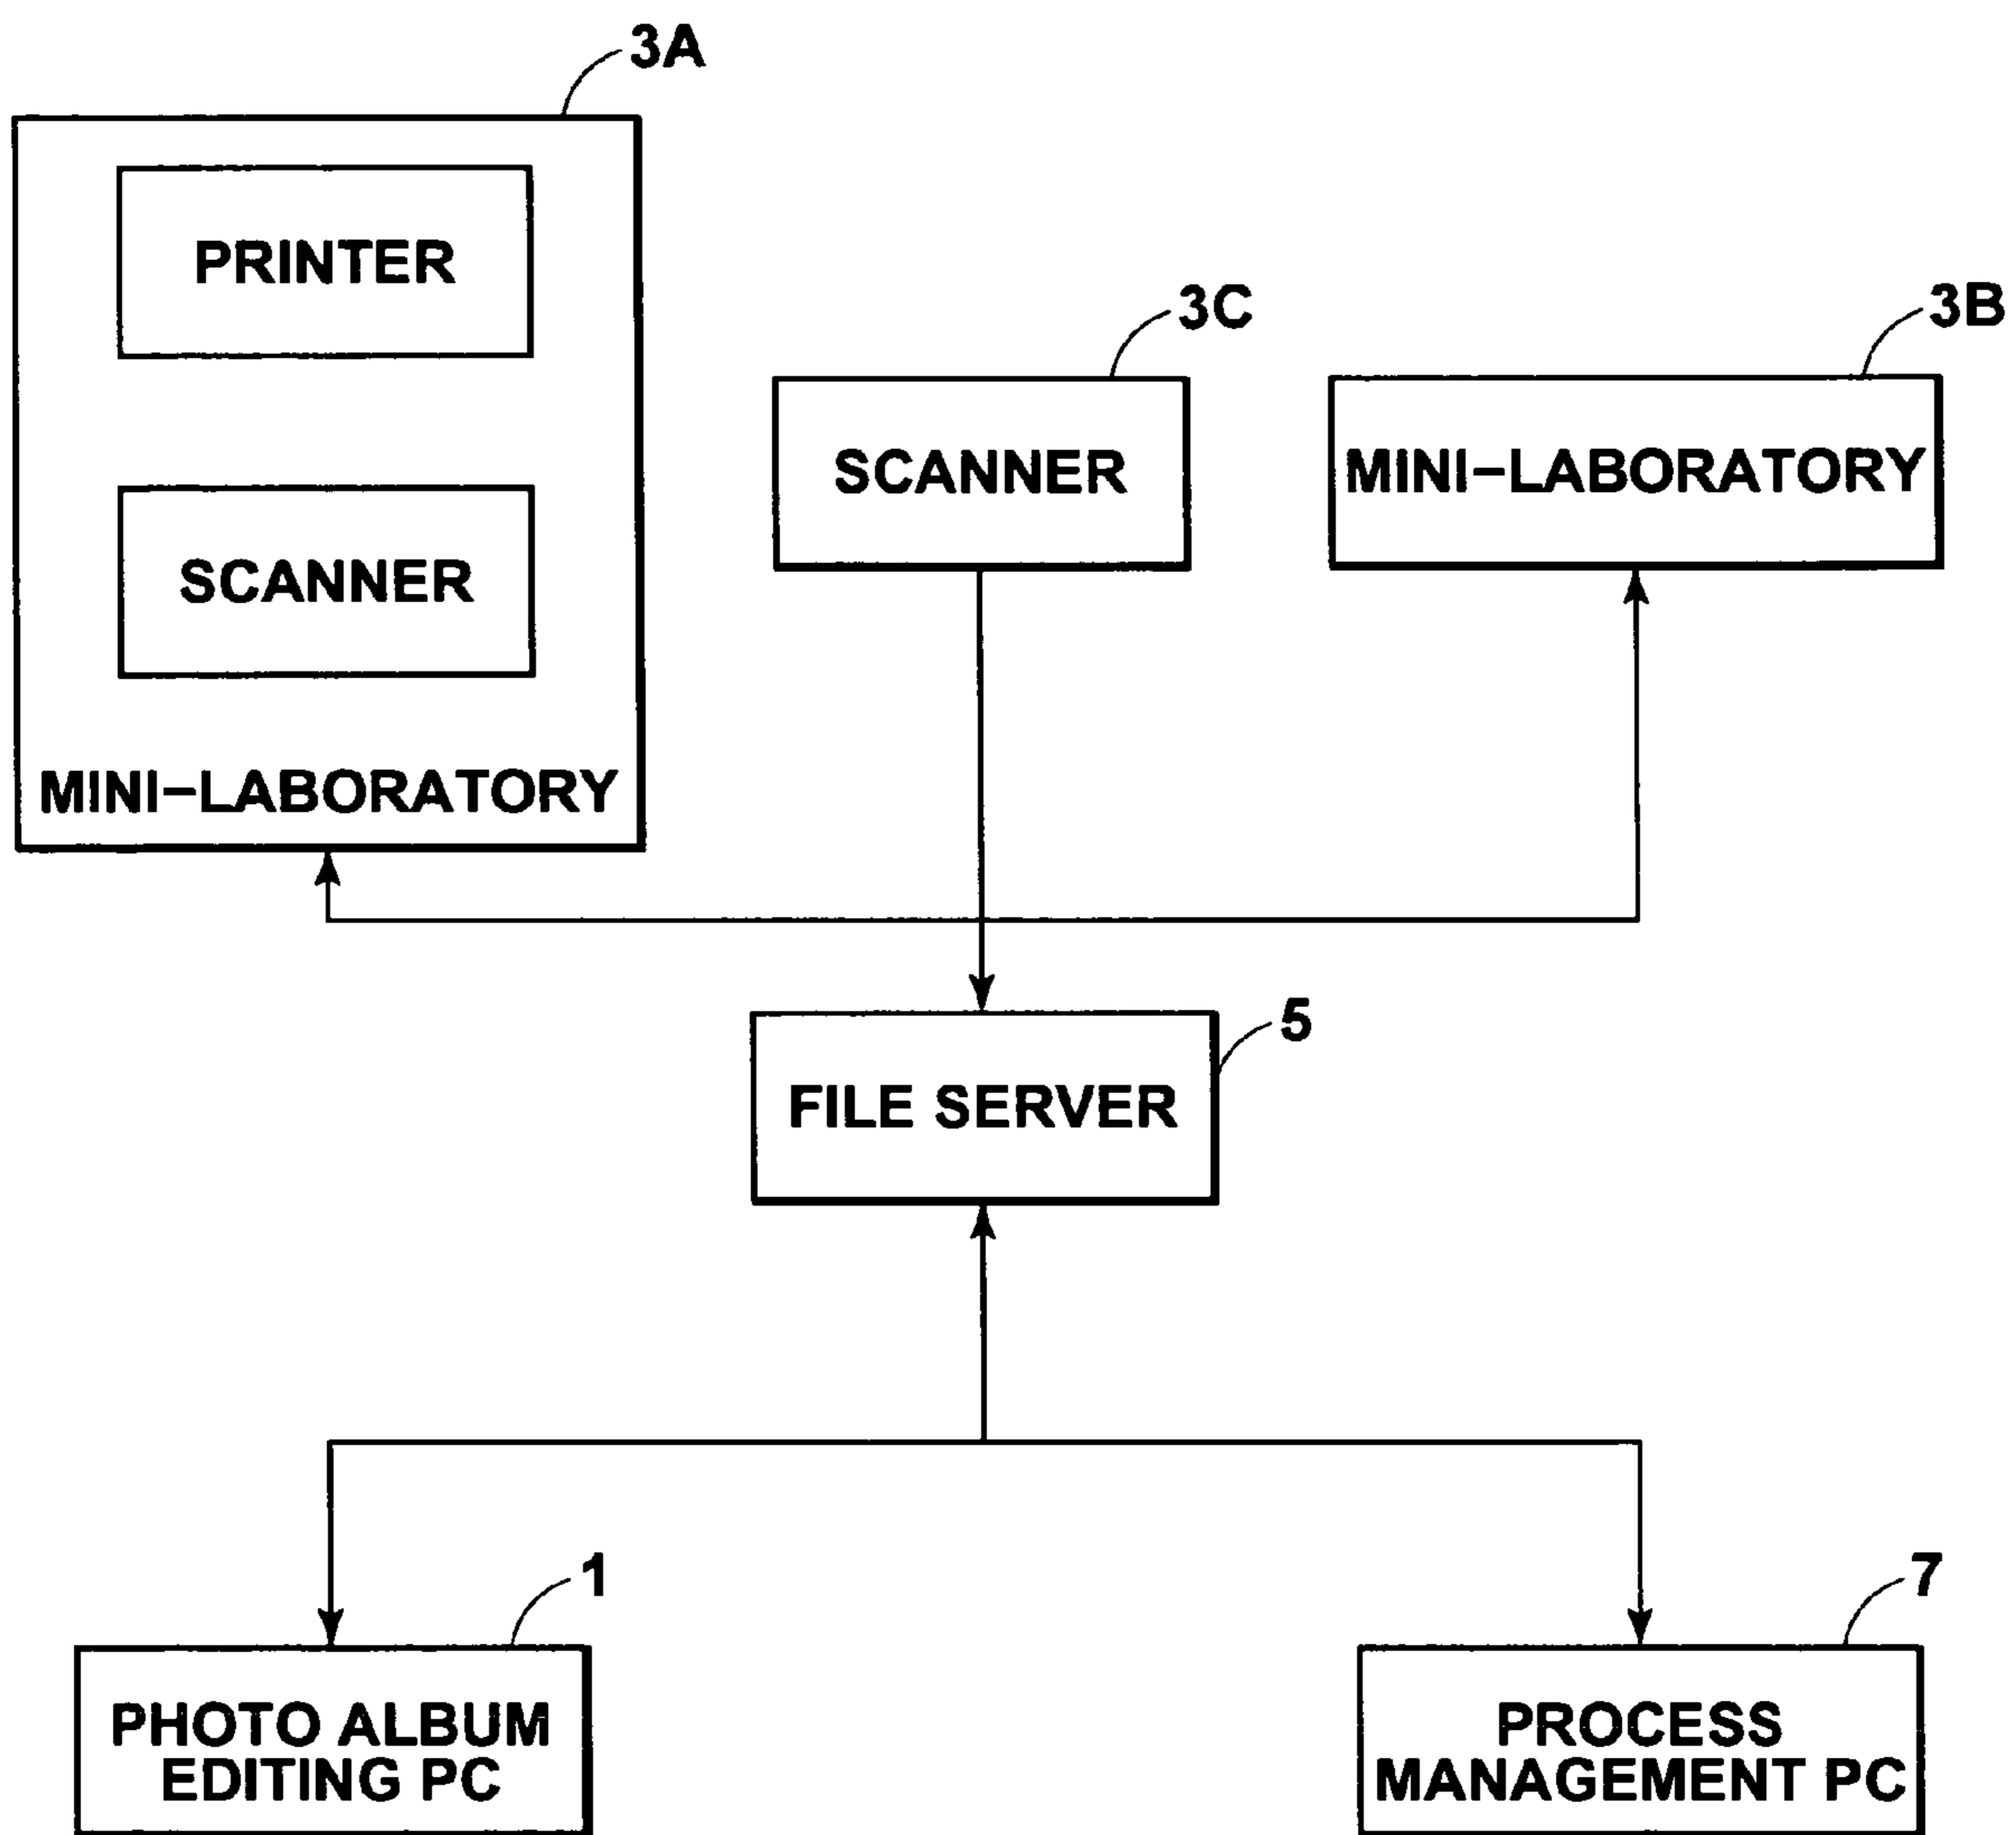 3A
PRINTER
3C
3B
SCANNER
MINI-LABORATORY
SCANNER
MINI-LABORATORY
5
FILE SERVER
1
7
PHOTO ALBUM
EDITING PC
PROCESS
MANAGEMENT PC